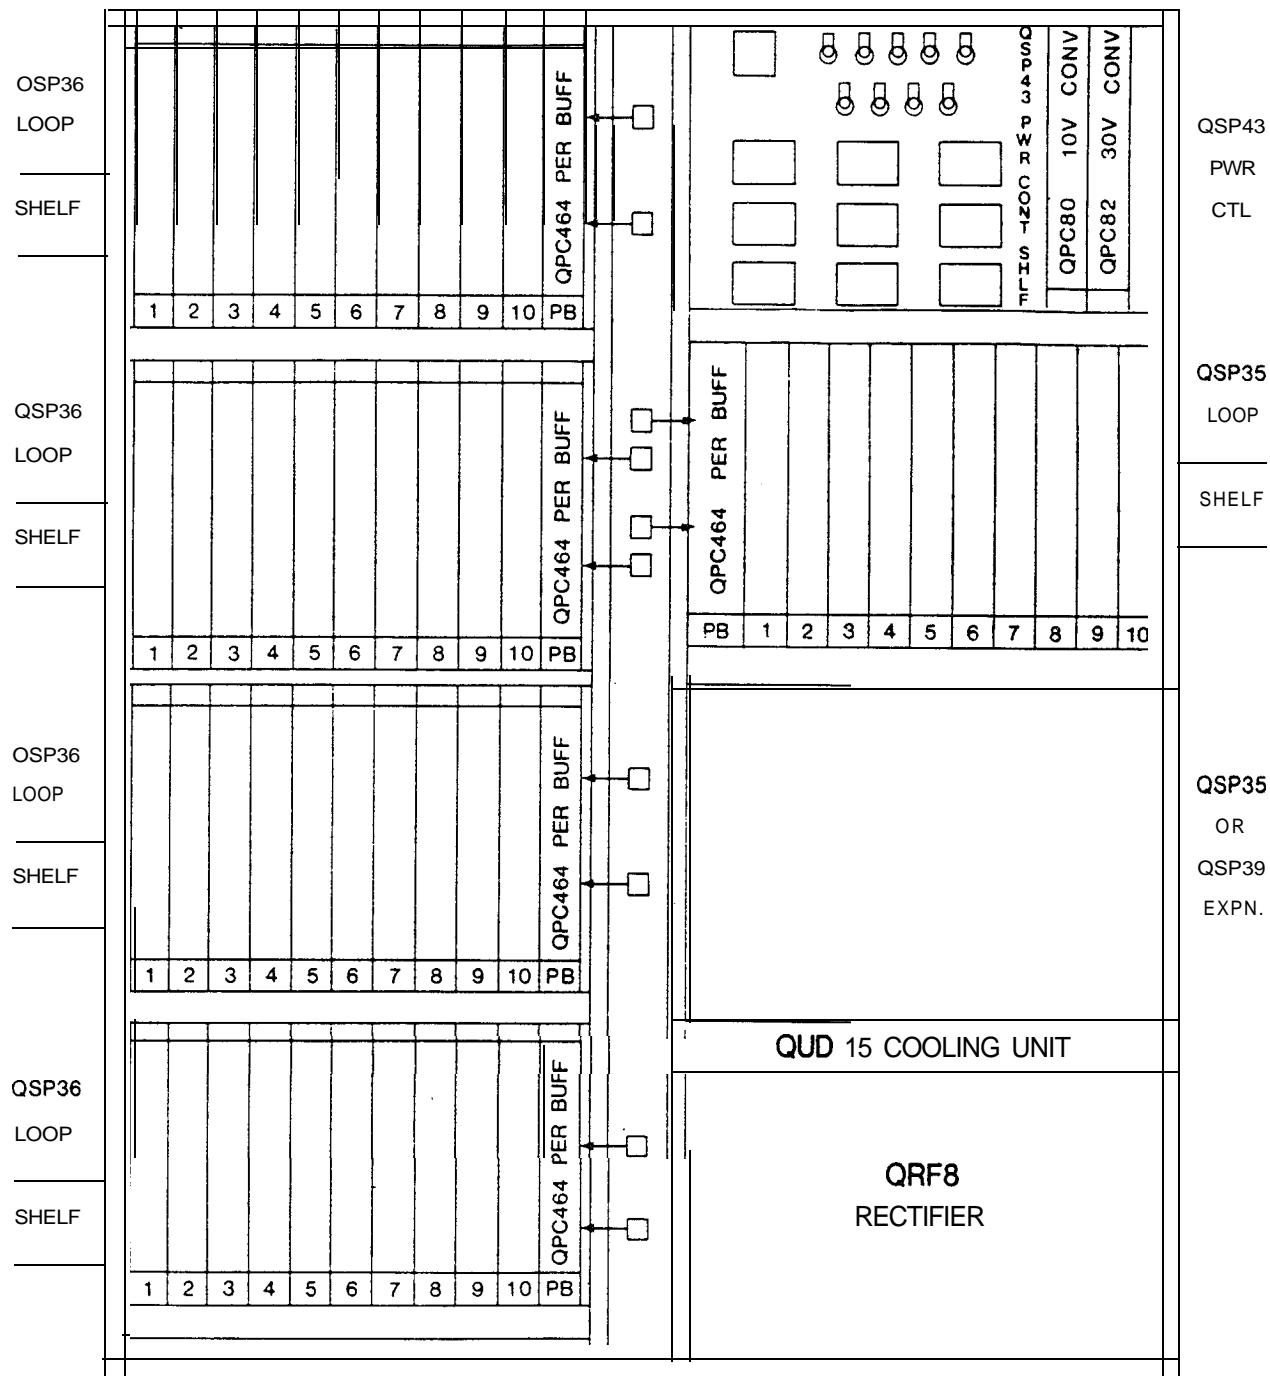 OSP36
LOOP
SHELF
QPC464 PER BUFF
1 2 3 4 5 6 7 8 9 10 PB
QSP36
LOOP
SHELF
QPC464 PER BUFF
1 2 3 4 5 6 7 8 9 10 PB
OSP36
LOOP
SHELF
QPC464 PER BUFF
1 2 3 4 5 6 7 8 9 10 PB
QSP36
LOOP
SHELF
QPC464 PER BUFF
1 2 3 4 5 6 7 8 9 10 PB
QSP43 PWR CONT SHLF
QPC80 10V CONV
QPC82 30V CONV
QSP43
PWR
CTL
QPC464 PER BUFF
PB 1 2 3 4 5 6 7 8 9 10
QSP35
LOOP
SHELF
QSP35
OR
QSP39
EXPN.
QUD 15 COOLING UNIT
QRF8
RECTIFIER